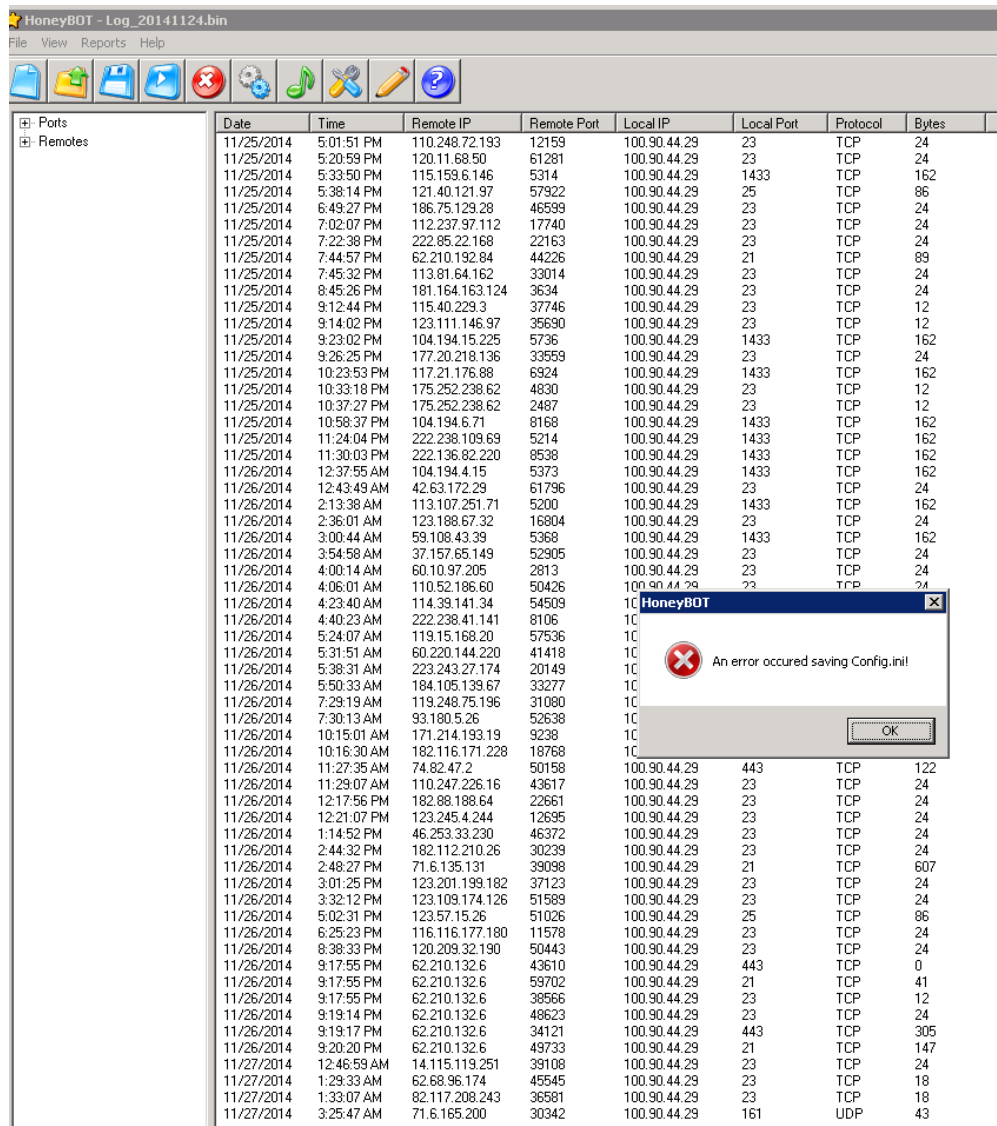 HoneyBOT - Log_20141124.bin
File View Reports Help
Ports
Remotes
Date Time Remote IP Remote Port Local IP Local Port Protocol Bytes
11/25/2014 5:01:51 PM 110.248.72.193 12159 100.90.44.29 23 TCP 24
11/25/2014 5:20:59 PM 120.11.68.50 61281 100.90.44.29 23 TCP 24
11/25/2014 5:33:50 PM 115.159.6.146 5314 100.90.44.29 1433 TCP 162
11/25/2014 5:38:14 PM 121.40.121.97 57922 100.90.44.29 25 TCP 86
11/25/2014 6:49:27 PM 186.75.129.28 46599 100.90.44.29 23 TCP 24
11/25/2014 7:02:07 PM 112.237.97.112 17740 100.90.44.29 23 TCP 24
11/25/2014 7:22:38 PM 222.85.22.168 22163 100.90.44.29 23 TCP 24
11/25/2014 7:44:57 PM 62.210.192.84 44226 100.90.44.29 21 TCP 89
11/25/2014 7:45:32 PM 113.81.64.162 33014 100.90.44.29 23 TCP 24
11/25/2014 8:45:26 PM 181.164.163.124 3634 100.90.44.29 23 TCP 24
11/25/2014 9:12:44 PM 115.40.229.3 37746 100.90.44.29 23 TCP 12
11/25/2014 9:14:02 PM 123.111.146.97 35690 100.90.44.29 23 TCP 12
11/25/2014 9:23:02 PM 104.194.15.225 5736 100.90.44.29 1433 TCP 162
11/25/2014 9:26:25 PM 177.20.218.136 33559 100.90.44.29 23 TCP 24
11/25/2014 10:23:53 PM 117.21.176.88 6924 100.90.44.29 1433 TCP 162
11/25/2014 10:33:18 PM 175.252.238.62 4830 100.90.44.29 23 TCP 12
11/25/2014 10:37:27 PM 175.252.238.62 2487 100.90.44.29 23 TCP 12
11/25/2014 10:58:37 PM 104.194.6.71 8168 100.90.44.29 1433 TCP 162
11/25/2014 11:24:04 PM 222.238.109.69 5214 100.90.44.29 1433 TCP 162
11/25/2014 11:30:03 PM 222.136.82.220 8538 100.90.44.29 1433 TCP 162
11/26/2014 12:37:55 AM 104.194.4.15 5373 100.90.44.29 1433 TCP 162
11/26/2014 12:43:49 AM 42.63.172.29 61796 100.90.44.29 23 TCP 24
11/26/2014 2:13:38 AM 113.107.251.71 5200 100.90.44.29 1433 TCP 162
11/26/2014 2:36:01 AM 123.188.67.32 16804 100.90.44.29 23 TCP 24
11/26/2014 3:00:44 AM 59.108.43.39 5368 100.90.44.29 1433 TCP 162
11/26/2014 3:54:58 AM 37.157.65.149 52905 100.90.44.29 23 TCP 24
11/26/2014 4:00:14 AM 60.10.97.205 2813 100.90.44.29 23 TCP 24
11/26/2014 4:06:01 AM 110.52.186.60 50426 100.90.44.29 23 TCP 24
11/26/2014 4:23:40 AM 114.39.141.34 54509 10
11/26/2014 4:40:23 AM 222.238.41.141 8106 10
11/26/2014 5:24:07 AM 119.15.168.20 57536 10
11/26/2014 5:31:51 AM 60.220.144.220 41418 10
11/26/2014 5:38:31 AM 223.243.27.174 20149 10
11/26/2014 5:50:33 AM 184.105.139.67 33277 10
11/26/2014 7:29:19 AM 119.248.75.196 31080 10
11/26/2014 7:30:13 AM 93.180.5.26 52638 10
11/26/2014 10:15:01 AM 171.214.193.19 9238 10
11/26/2014 10:16:30 AM 182.116.171.228 18768 10
HoneyBOT
An error occured saving Config.ini!
OK
11/26/2014 11:27:35 AM 74.82.47.2 50158 100.90.44.29 443 TCP 122
11/26/2014 11:29:07 AM 110.247.226.16 43617 100.90.44.29 23 TCP 24
11/26/2014 12:17:56 PM 182.88.188.64 22661 100.90.44.29 23 TCP 24
11/26/2014 12:21:07 PM 123.245.4.244 12695 100.90.44.29 23 TCP 24
11/26/2014 1:14:52 PM 46.253.33.230 46372 100.90.44.29 23 TCP 24
11/26/2014 2:44:32 PM 182.112.210.26 30239 100.90.44.29 23 TCP 24
11/26/2014 2:48:27 PM 71.6.135.131 39098 100.90.44.29 21 TCP 607
11/26/2014 3:01:25 PM 123.201.199.182 37123 100.90.44.29 23 TCP 24
11/26/2014 3:32:12 PM 123.109.174.126 51589 100.90.44.29 23 TCP 24
11/26/2014 5:02:31 PM 123.57.15.26 51026 100.90.44.29 25 TCP 86
11/26/2014 6:25:23 PM 116.116.177.180 11578 100.90.44.29 23 TCP 24
11/26/2014 8:38:33 PM 120.209.32.190 50443 100.90.44.29 23 TCP 24
11/26/2014 9:17:55 PM 62.210.132.6 43610 100.90.44.29 443 TCP 0
11/26/2014 9:17:55 PM 62.210.132.6 59702 100.90.44.29 21 TCP 41
11/26/2014 9:17:55 PM 62.210.132.6 38566 100.90.44.29 23 TCP 12
11/26/2014 9:19:14 PM 62.210.132.6 48623 100.90.44.29 23 TCP 24
11/26/2014 9:19:17 PM 62.210.132.6 34121 100.90.44.29 443 TCP 305
11/26/2014 9:20:20 PM 62.210.132.6 49733 100.90.44.29 21 TCP 147
11/27/2014 12:46:59 AM 14.115.119.251 39108 100.90.44.29 23 TCP 24
11/27/2014 1:29:33 AM 62.68.96.174 45545 100.90.44.29 23 TCP 18
11/27/2014 1:33:07 AM 82.117.208.243 36581 100.90.44.29 23 TCP 18
11/27/2014 3:25:47 AM 71.6.165.200 30342 100.90.44.29 161 UDP 43